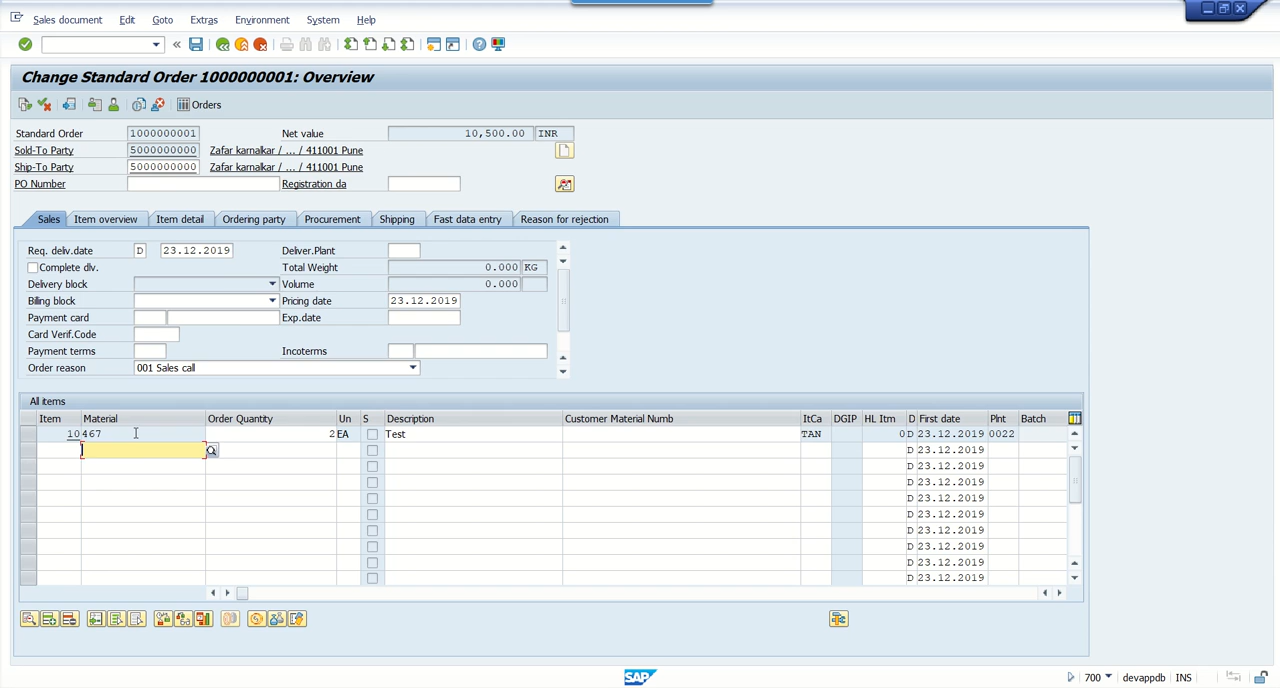 Sales document Edit Goto Extras Environment System Help
Change Standard Order 1000000001: Overview
Orders
Standard Order 1000000001 Net value 10,500.00 INR
Sold-To Party 5000000000 Zafar karnalkar / ... / 411001 Pune
Ship-To Party 5000000000 Zafar karnalkar / ... / 411001 Pune
PO Number Registration da
Sales Item overview Item detail Ordering party Procurement Shipping Fast data entry Reason for rejection
Req. deliv.date D 23.12.2019 Deliver.Plant
Complete dlv. Total Weight 0.000 KG
Delivery block Volume 0.000
Billing block Pricing date 23.12.2019
Payment card Exp.date
Card Verif.Code
Payment terms Incoterms
Order reason 001 Sales call
All items
Item Material Order Quantity Un S Description Customer Material Numb ItCa DGIP HL Itm D First date Plnt Batch
10 467 2 EA Test TAN 0 D 23.12.2019 0022
D 23.12.2019
D 23.12.2019
D 23.12.2019
D 23.12.2019
D 23.12.2019
D 23.12.2019
D 23.12.2019
D 23.12.2019
D 23.12.2019
SAP 700 devappdb INS